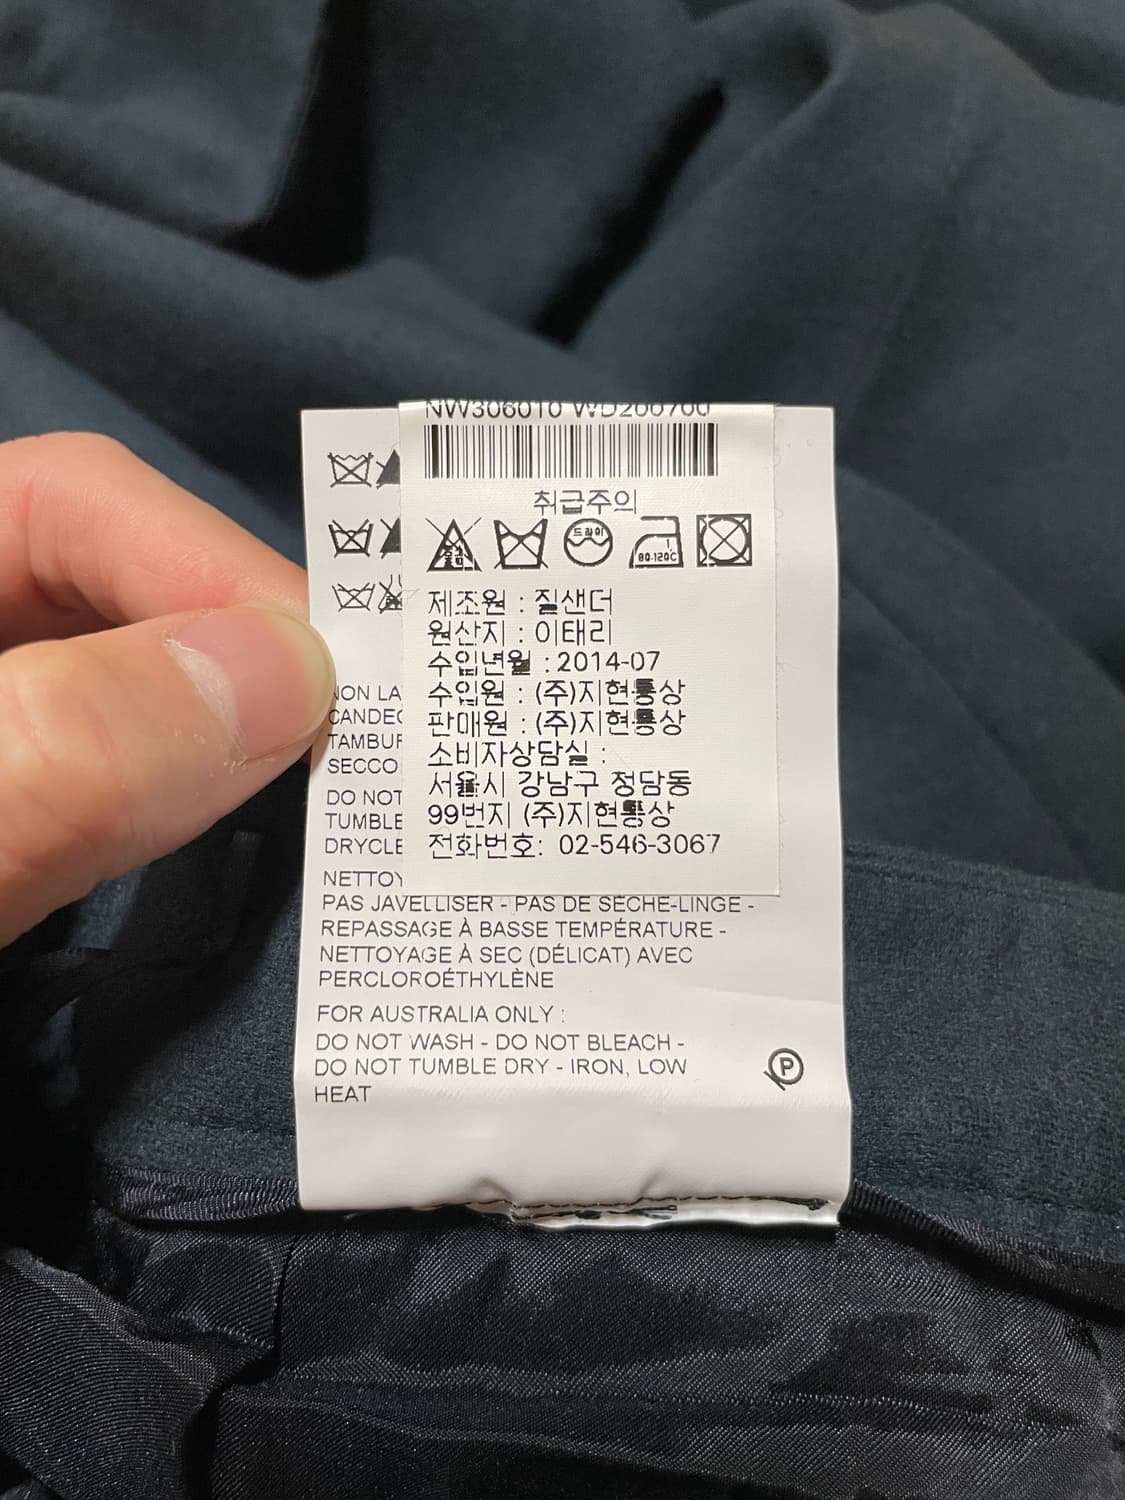 NW306010 WD200700
취급주의
드라이
80-120C
제조원 : 질샌더
원산지 : 이태리
수입년월 : 2014-07
수입원 : (주)지현통상
판매원 : (주)지현통상
소비자상담실 :
서울시 강남구 청담동
99번지 (주)지현통상
전화번호: 02-546-3067
NON LA
CANDEG
TAMBUR
SECCO
DO NOT
TUMBLE
DRYCLE
NETTOY
PAS JAVELLISER - PAS DE SECHE-LINGE -
REPASSAGE À BASSE TEMPÉRATURE -
NETTOYAGE À SEC (DÉLICAT) AVEC
PERCLOROÉTHYLÈNE
FOR AUSTRALIA ONLY :
DO NOT WASH - DO NOT BLEACH -
DO NOT TUMBLE DRY - IRON, LOW
HEAT
P